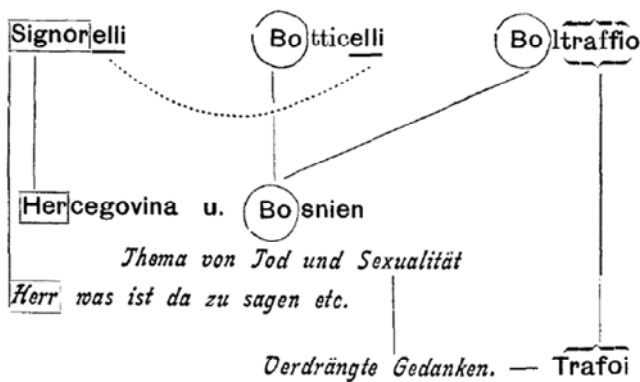 Signorelli Botticelli Boltraffio
Hercegovina u. Bosnien
Thema von Tod und Sexualität
Herr was ist da zu sagen etc.
Verdrängte Gedanken. — Trafoi